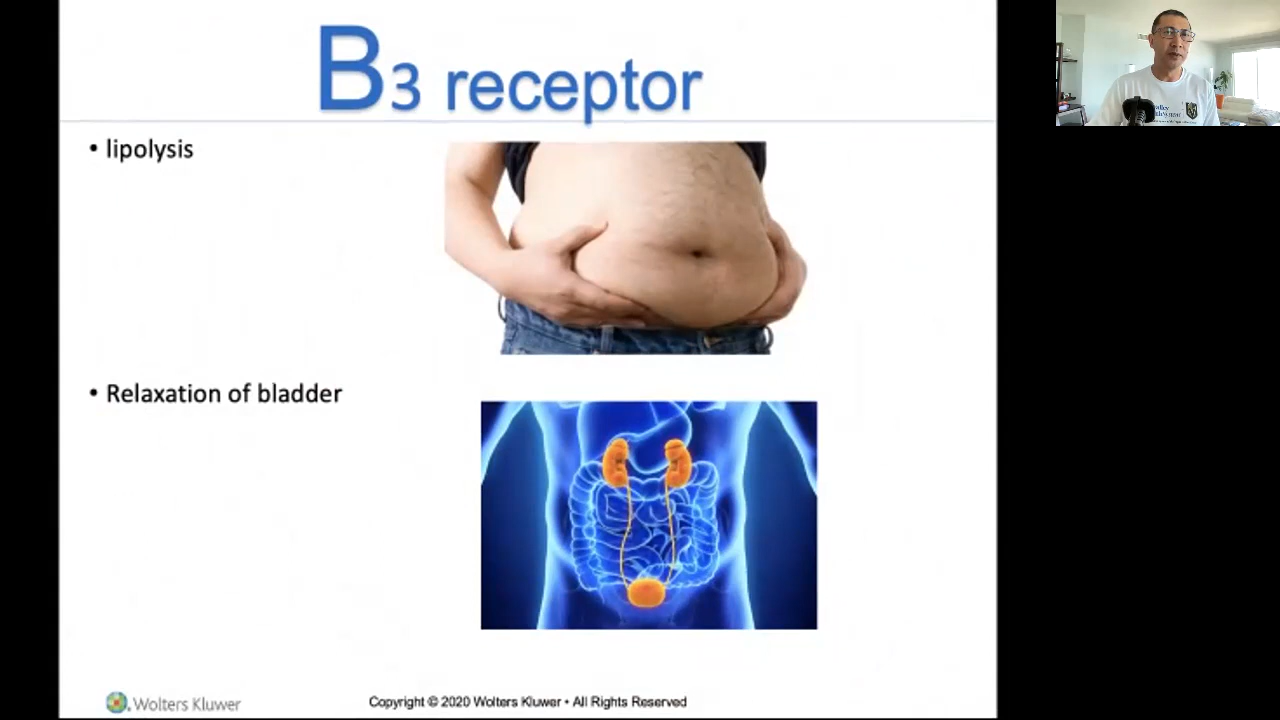 B3 receptor
• lipolysis
• Relaxation of bladder
Wolters Kluwer
Copyright © 2020 Wolters Kluwer • All Rights Reserved